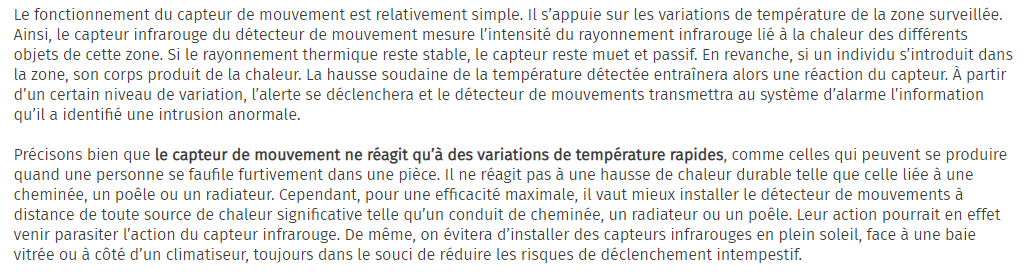 Le fonctionnement du capteur de mouvement est relativement simple. Il s’appuie sur les variations de température de la zone surveillée.
Ainsi, le capteur infrarouge du détecteur de mouvement mesure l’intensité du rayonnement infrarouge lié à la chaleur des différents
objets de cette zone. Si le rayonnement thermique reste stable, le capteur reste muet et passif. En revanche, si un individu s’introduit dans
la zone, son corps produit de la chaleur. La hausse soudaine de la température détectée entraînera alors une réaction du capteur. À partir
d’un certain niveau de variation, l’alerte se déclenchera et le détecteur de mouvements transmettra au système d’alarme l’information
qu’il a identifié une intrusion anormale.
Précisons bien que le capteur de mouvement ne réagit qu’à des variations de température rapides, comme celles qui peuvent se produire
quand une personne se faufile furtivement dans une pièce. Il ne réagit pas à une hausse de chaleur durable telle que celle liée à une
cheminée, un poêle ou un radiateur. Cependant, pour une efficacité maximale, il vaut mieux installer le détecteur de mouvements à
distance de toute source de chaleur significative telle qu’un conduit de cheminée, un radiateur ou un poêle. Leur action pourrait en effet
venir parasiter l’action du capteur infrarouge. De même, on évitera d’installer des capteurs infrarouges en plein soleil, face à une baie
vitrée ou à côté d’un climatiseur, toujours dans le souci de réduire les risques de déclenchement intempestif.